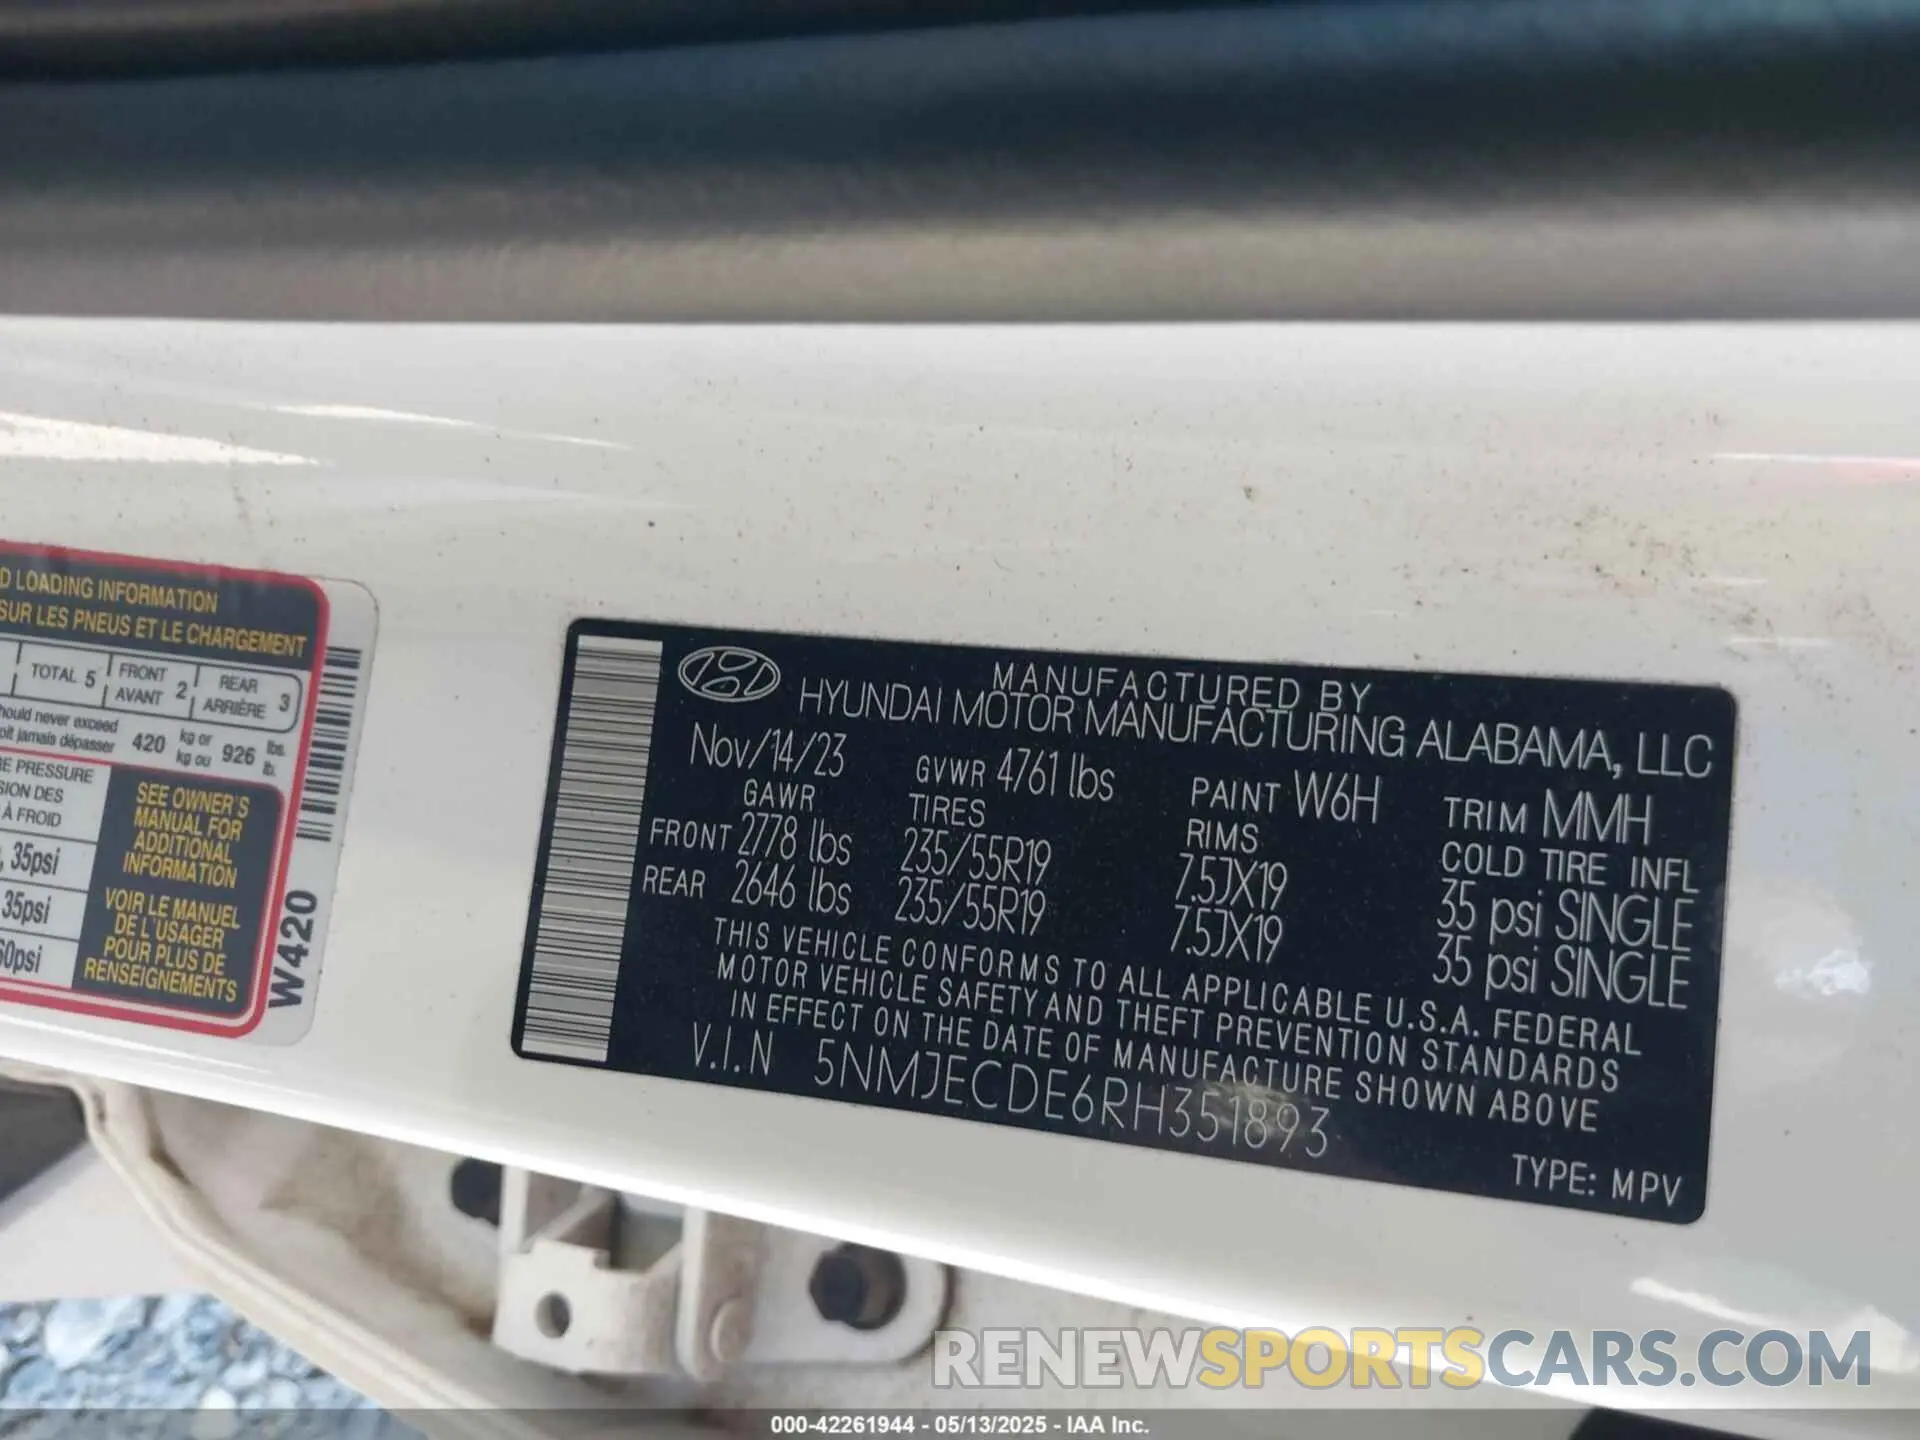 D LOADING INFORMATION
SUR LES PNEUS ET LE CHARGEMENT
TOTAL 5 FRONT AVANT 2 REAR ARRIÈRE 3
should never exceed
oit jamais dépasser 420 kg or kg ou 926 lbs. lb.
E PRESSURE
SION DES
À FROID
35psi
35psi
60psi
SEE OWNER'S
MANUAL FOR
ADDITIONAL
INFORMATION
VOIR LE MANUEL
DE L'USAGER
POUR PLUS DE
RENSEIGNEMENTS
W420
MANUFACTURED BY
HYUNDAI MOTOR MANUFACTURING ALABAMA, LLC
Nov/14/23 GVWR 4761 lbs PAINT W6H TRIM MMH
GAWR TIRES RIMS COLD TIRE INFL
FRONT 2778 lbs 235/55R19 7.5JX19 35 psi SINGLE
REAR 2646 lbs 235/55R19 7.5JX19 35 psi SINGLE
THIS VEHICLE CONFORMS TO ALL APPLICABLE U.S.A. FEDERAL
MOTOR VEHICLE SAFETY AND THEFT PREVENTION STANDARDS
IN EFFECT ON THE DATE OF MANUFACTURE SHOWN ABOVE
V.I.N 5NMJECDE6RH351893
TYPE: MPV
RENEWSPORTSCARS.COM
000-42261944 - 05/13/2025 - IAA Inc.